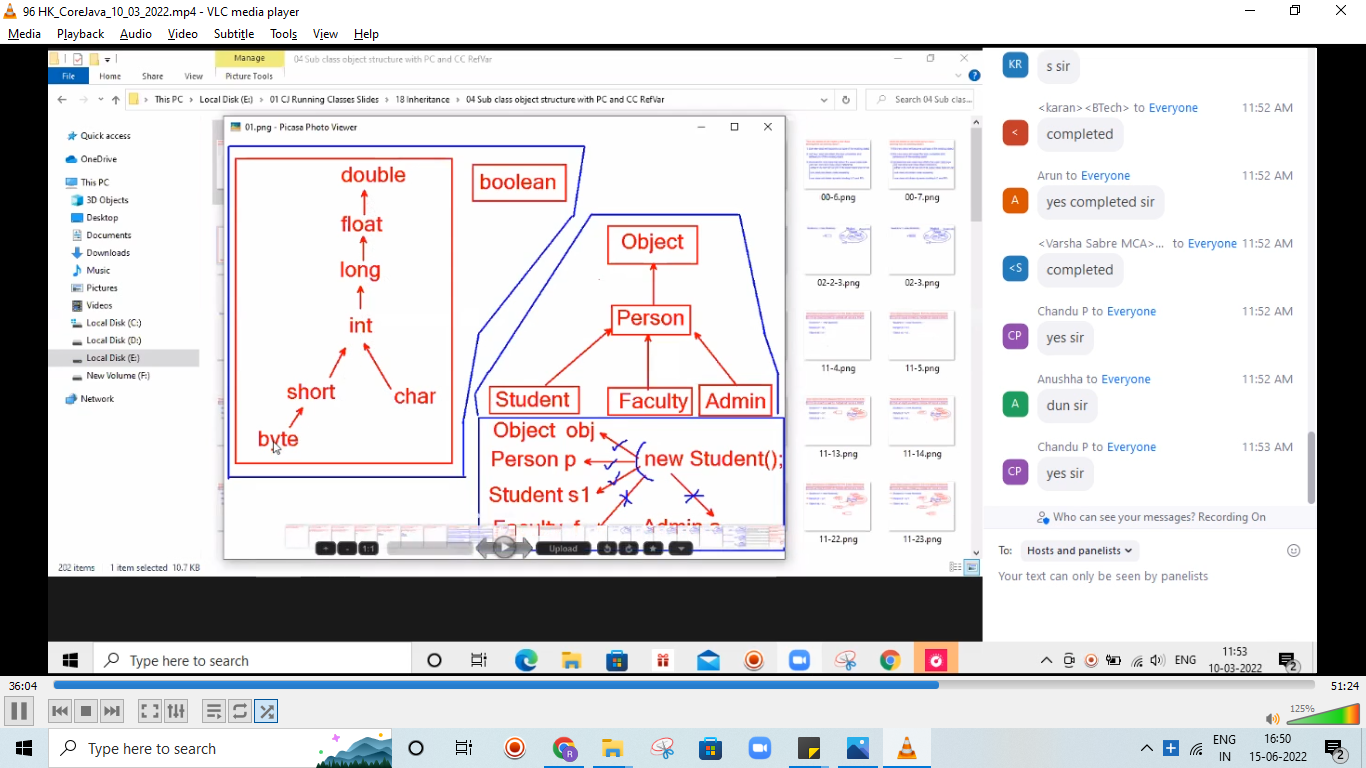 96 HK_CoreJava_10_03_2022.mp4 - VLC media player
Media Playback Audio Video Subtitle Tools View Help
Manage
04 Sub class object structure with PC and CC RefVar
File Home Share View Picture Tools
This PC > Local Disk (E:) > 01 CJ Running Classes Slides > 18 Inheritance > 04 Sub class object structure with PC and CC RefVar
Search 04 Sub clas...
Quick access
OneDrive
This PC
3D Objects
Desktop
Documents
Downloads
Music
Pictures
Videos
Local Disk (C:)
Local Disk (D:)
Local Disk (E:)
New Volume (F:)
Network
01.png - Picasa Photo Viewer
double
float
long
int
short
char
byte
boolean
Object
Person
Student Faculty Admin
Object obj
Person p
new Student();
Student s1
+ - 1:1
Upload
00-6.png 00-7.png
02-2-3.png 02-3.png
11-4.png 11-5.png
11-13.png 11-14.png
11-22.png 11-23.png
202 items 1 item selected 10.7 KB
KR
s sir
<karan><BTech> to Everyone 11:52 AM
<
completed
Arun to Everyone 11:52 AM
A
yes completed sir
<Varsha Sabre MCA>... to Everyone 11:52 AM
<S
completed
Chandu P to Everyone 11:52 AM
CP
yes sir
Anushha to Everyone 11:52 AM
A
dun sir
Chandu P to Everyone 11:53 AM
CP
yes sir
Who can see your messages? Recording On
To: Hosts and panelists
Your text can only be seen by panelists
Type here to search
ENG
11:53
10-03-2022
2
36:04
51:24
125%
Type here to search
R
ENG
IN
16:50
15-06-2022
2